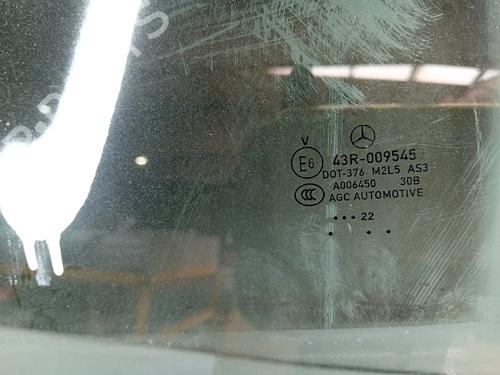 V
E6 43R-009545
DOT-376 M2L5 AS3
A006450 30B
CCC AGC AUTOMOTIVE
... 22
. . .